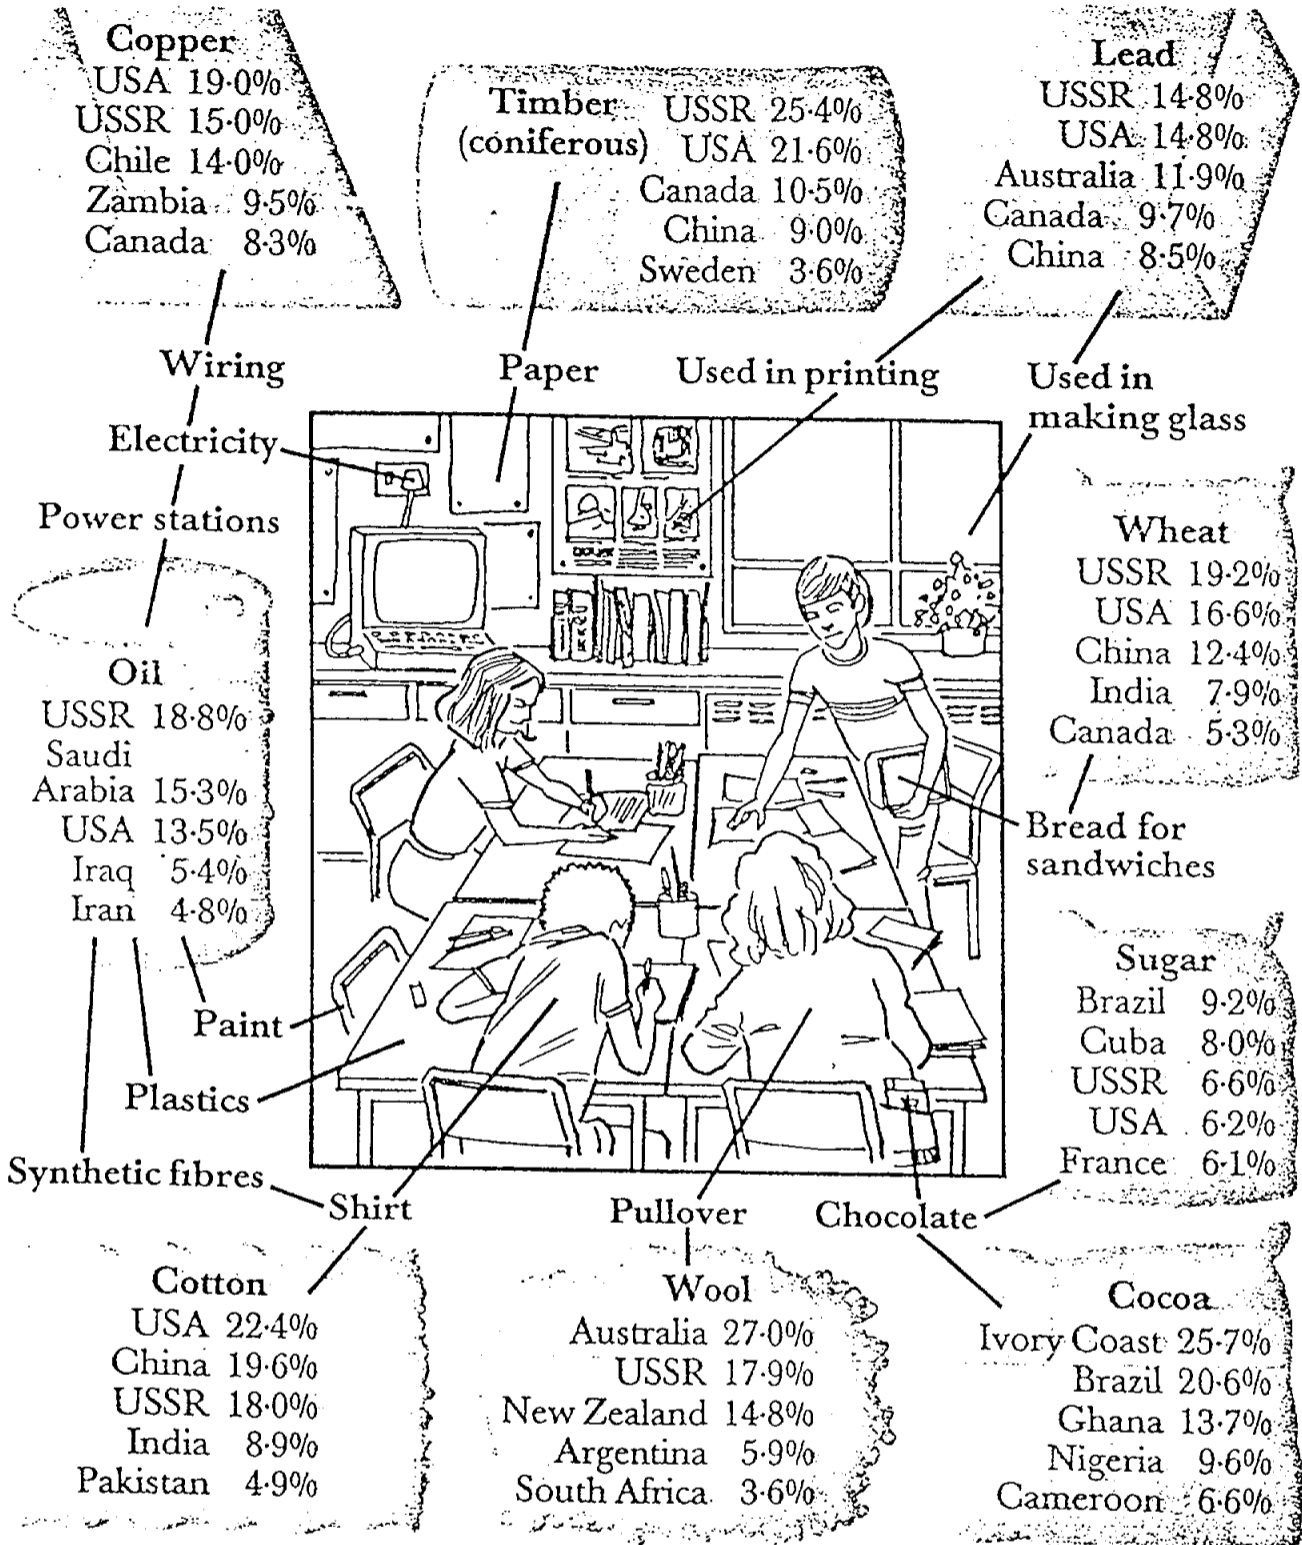 Copper
USA 19·0%
USSR 15·0%
Chile 14·0%
Zambia 9·5%
Canada 8·3%
Timber
(coniferous)
USSR 25·4%
USA 21·6%
Canada 10·5%
China 9·0%
Sweden 3·6%
Lead
USSR 14·8%
USA 14·8%
Australia 11·9%
Canada 9·7%
China 8·5%
Wiring
Paper
Used in printing
Used in
making glass
Electricity
Power stations
Wheat
USSR 19·2%
USA 16·6%
China 12·4%
India 7·9%
Canada 5·3%
Oil
USSR 18·8%
Saudi
Arabia 15·3%
USA 13·5%
Iraq 5·4%
Iran 4·8%
Bread for
sandwiches
Paint
Plastics
Synthetic fibres
Sugar
Brazil 9·2%
Cuba 8·0%
USSR 6·6%
USA 6·2%
France 6·1%
Shirt
Pullover
Chocolate
Cotton
USA 22·4%
China 19·6%
USSR 18·0%
India 8·9%
Pakistan 4·9%
Wool
Australia 27·0%
USSR 17·9%
New Zealand 14·8%
Argentina 5·9%
South Africa 3·6%
Cocoa
Ivory Coast 25·7%
Brazil 20·6%
Ghana 13·7%
Nigeria 9·6%
Cameroon 6·6%